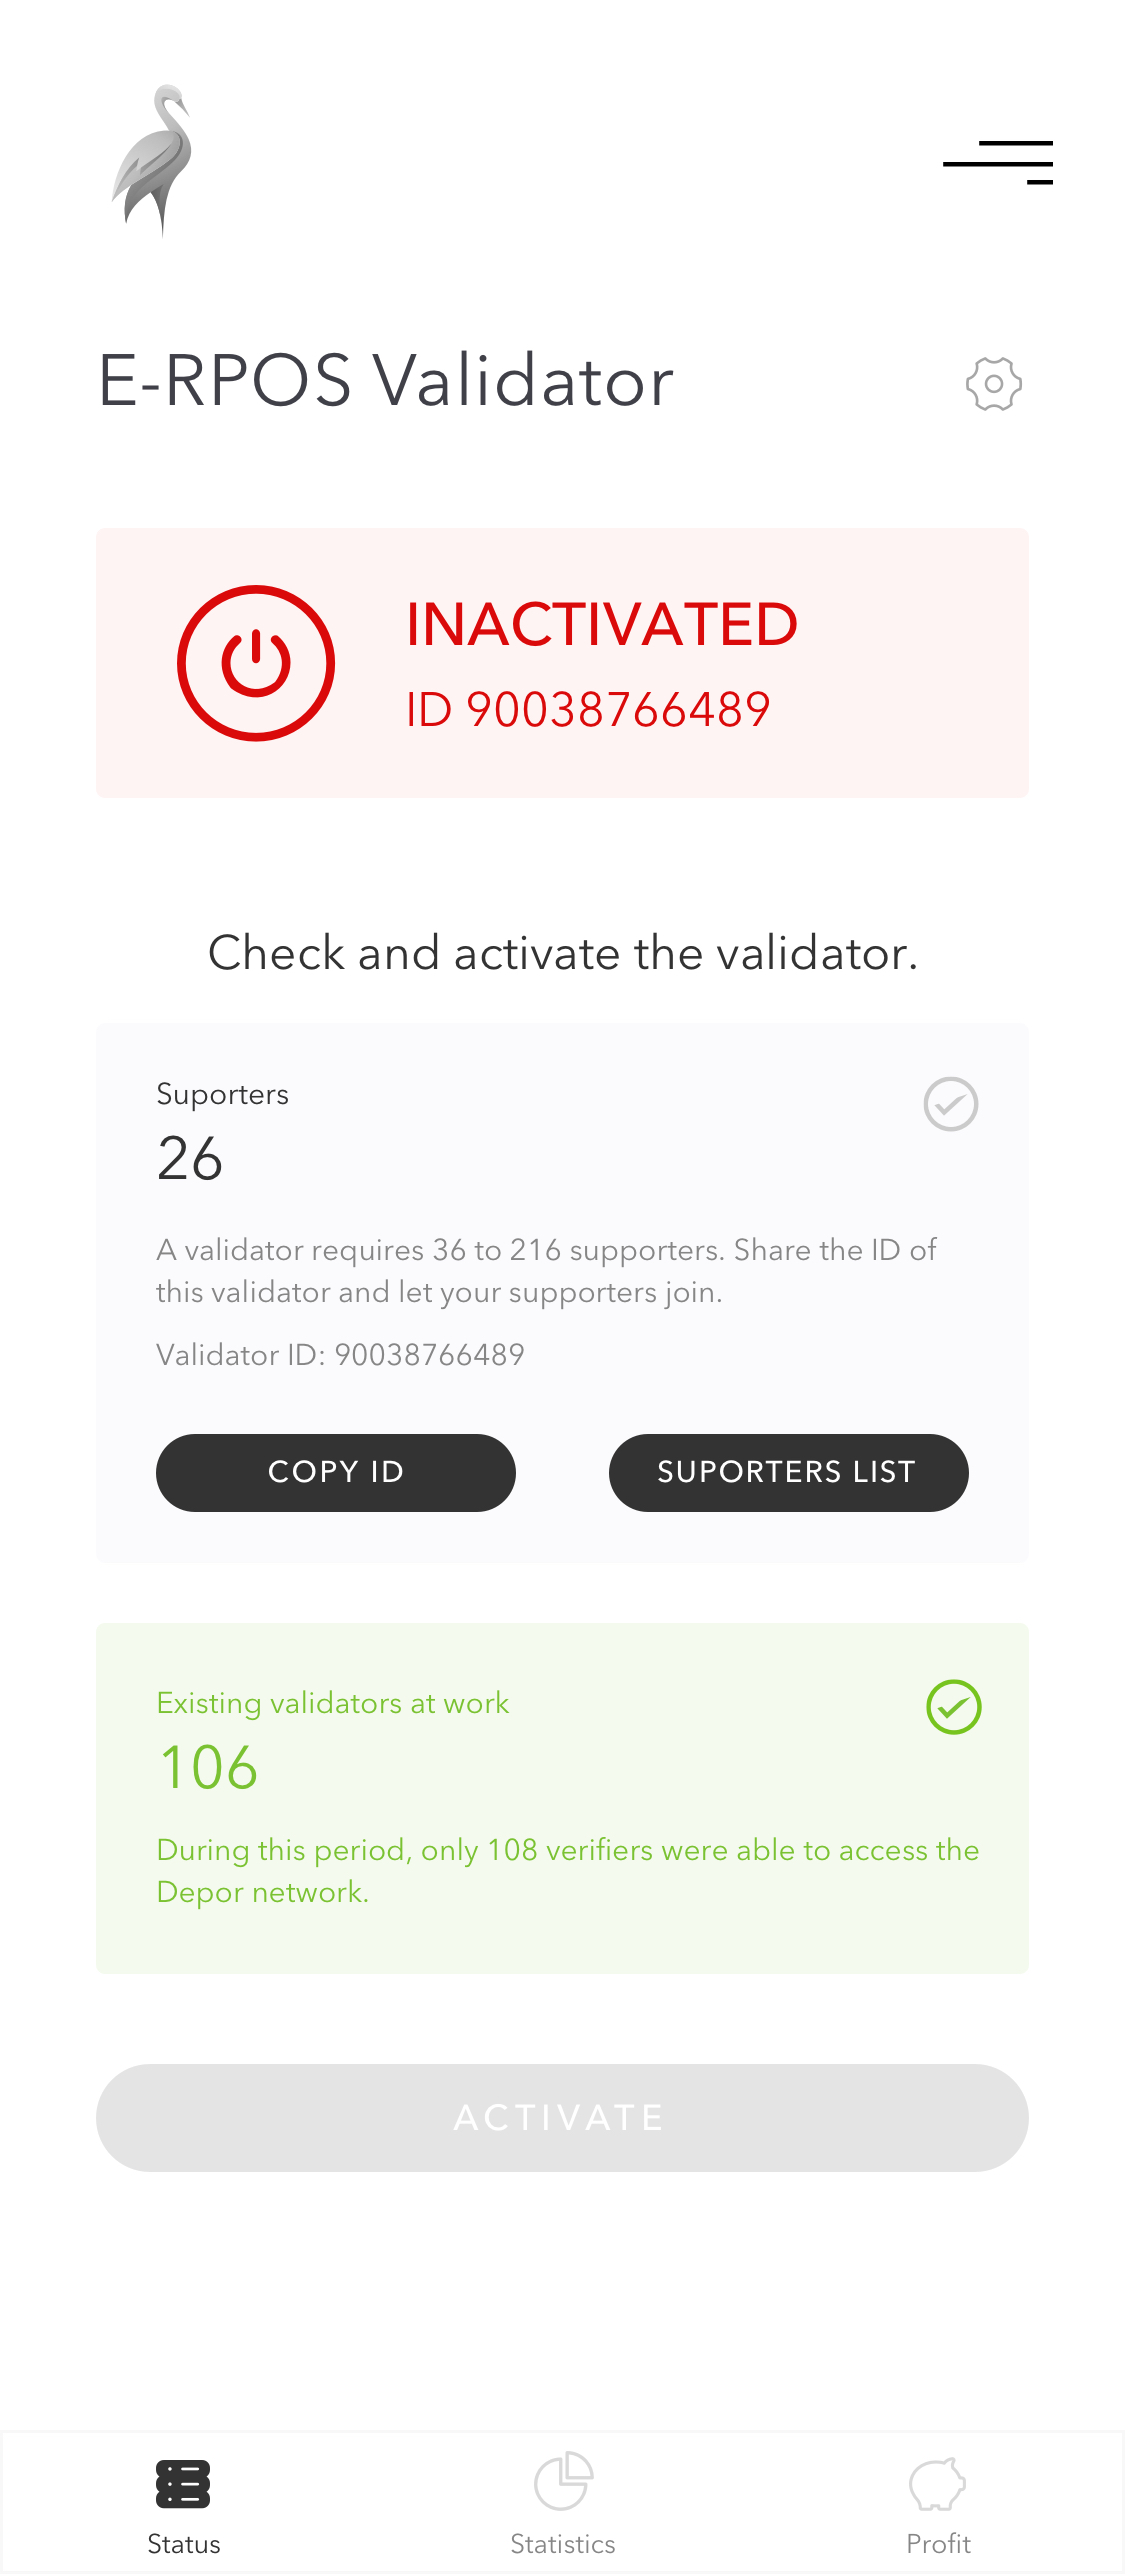 E-RPOS Validator
INACTIVATED
ID 90038766489
Check and activate the validator.
Suporters
26
A validator requires 36 to 216 supporters. Share the ID of
this validator and let your supporters join.
Validator ID: 90038766489
COPY ID
SUPORTERS LIST
Existing validators at work
106
During this period, only 108 verifiers were able to access the
Depor network.
ACTIVATE
Status
Statistics
Profit